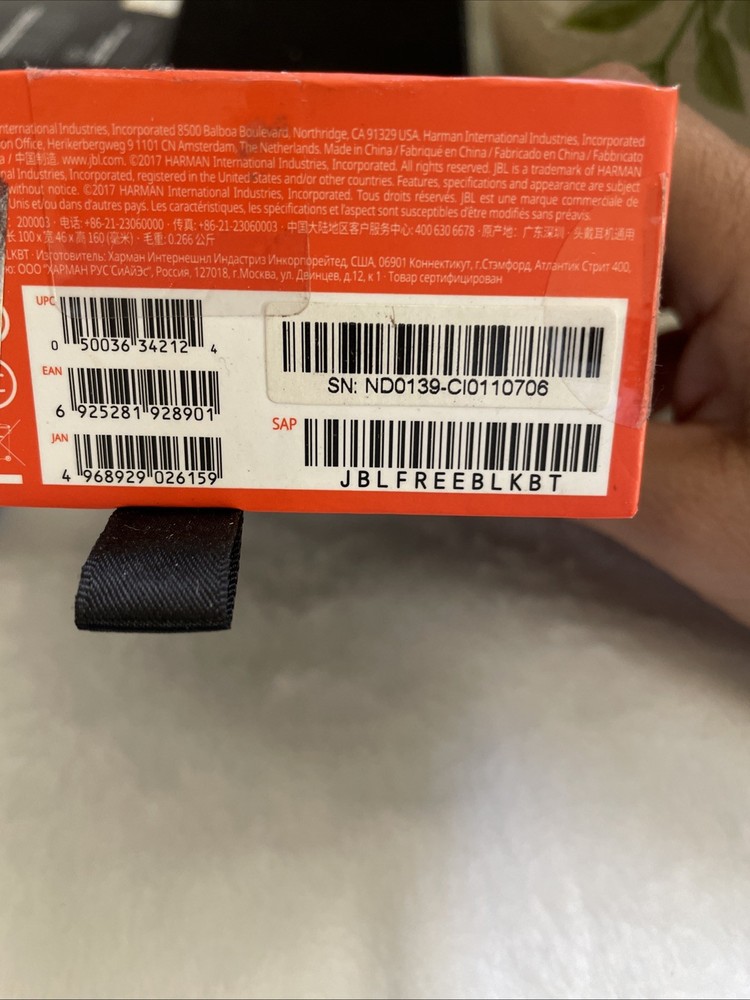 nternational Industries, Incorporated 8500 Balboa Boulevard, Northridge, CA 91329 USA. Harman International Industries, Incorporated
on Office, Herikerbergweg 9 1101 CN Amsterdam, The Netherlands. Made in China / Fabriqué en China / Fabricado en China / Fabbricato
a / 中国制造. www.jbl.com. ©2017 HARMAN International Industries, Incorporated. All rights reserved. JBL is a trademark of HARMAN
al Industries, Incorporated, registered in the United States and/or other countries. Features, specifications and appearance are subject
without notice. ©2017 HARMAN International Industries, Incorporated. Tous droits réservés. JBL est une marque commerciale de
Unis et/ou dans d'autres pays. Les caractéristiques, les spécifications et l'aspect sont susceptibles d'être modifiés sans préavis.
200003 · 电话: +86-21-23060000 · 传真: +86-21-23060003 · 中国大陆地区客户服务中心: 400 630 6678 · 原产地: 广东深圳 · 头戴耳机通用
长 100 x 宽 46 x 高 160 (毫米) · 毛重: 0.266 公斤
LKBT · Изготовитель: Харман Интернешнл Индастриз Инкорпорейтед, США, 06901 Коннектикут, г.Стэмфорд, Атлантик Стрит 400,
ю: ООО "ХАРМАН РУС СиАйЭс", Россия, 127018, г.Москва, ул. Двинцев, д.12, к 1 · Товар сертифицирован
UPC
0 50036 34212 4
EAN
6 925281 928901
JAN
4 968929 026159
SN: ND0139-CI0110706
SAP
JBLFREEBLKBT